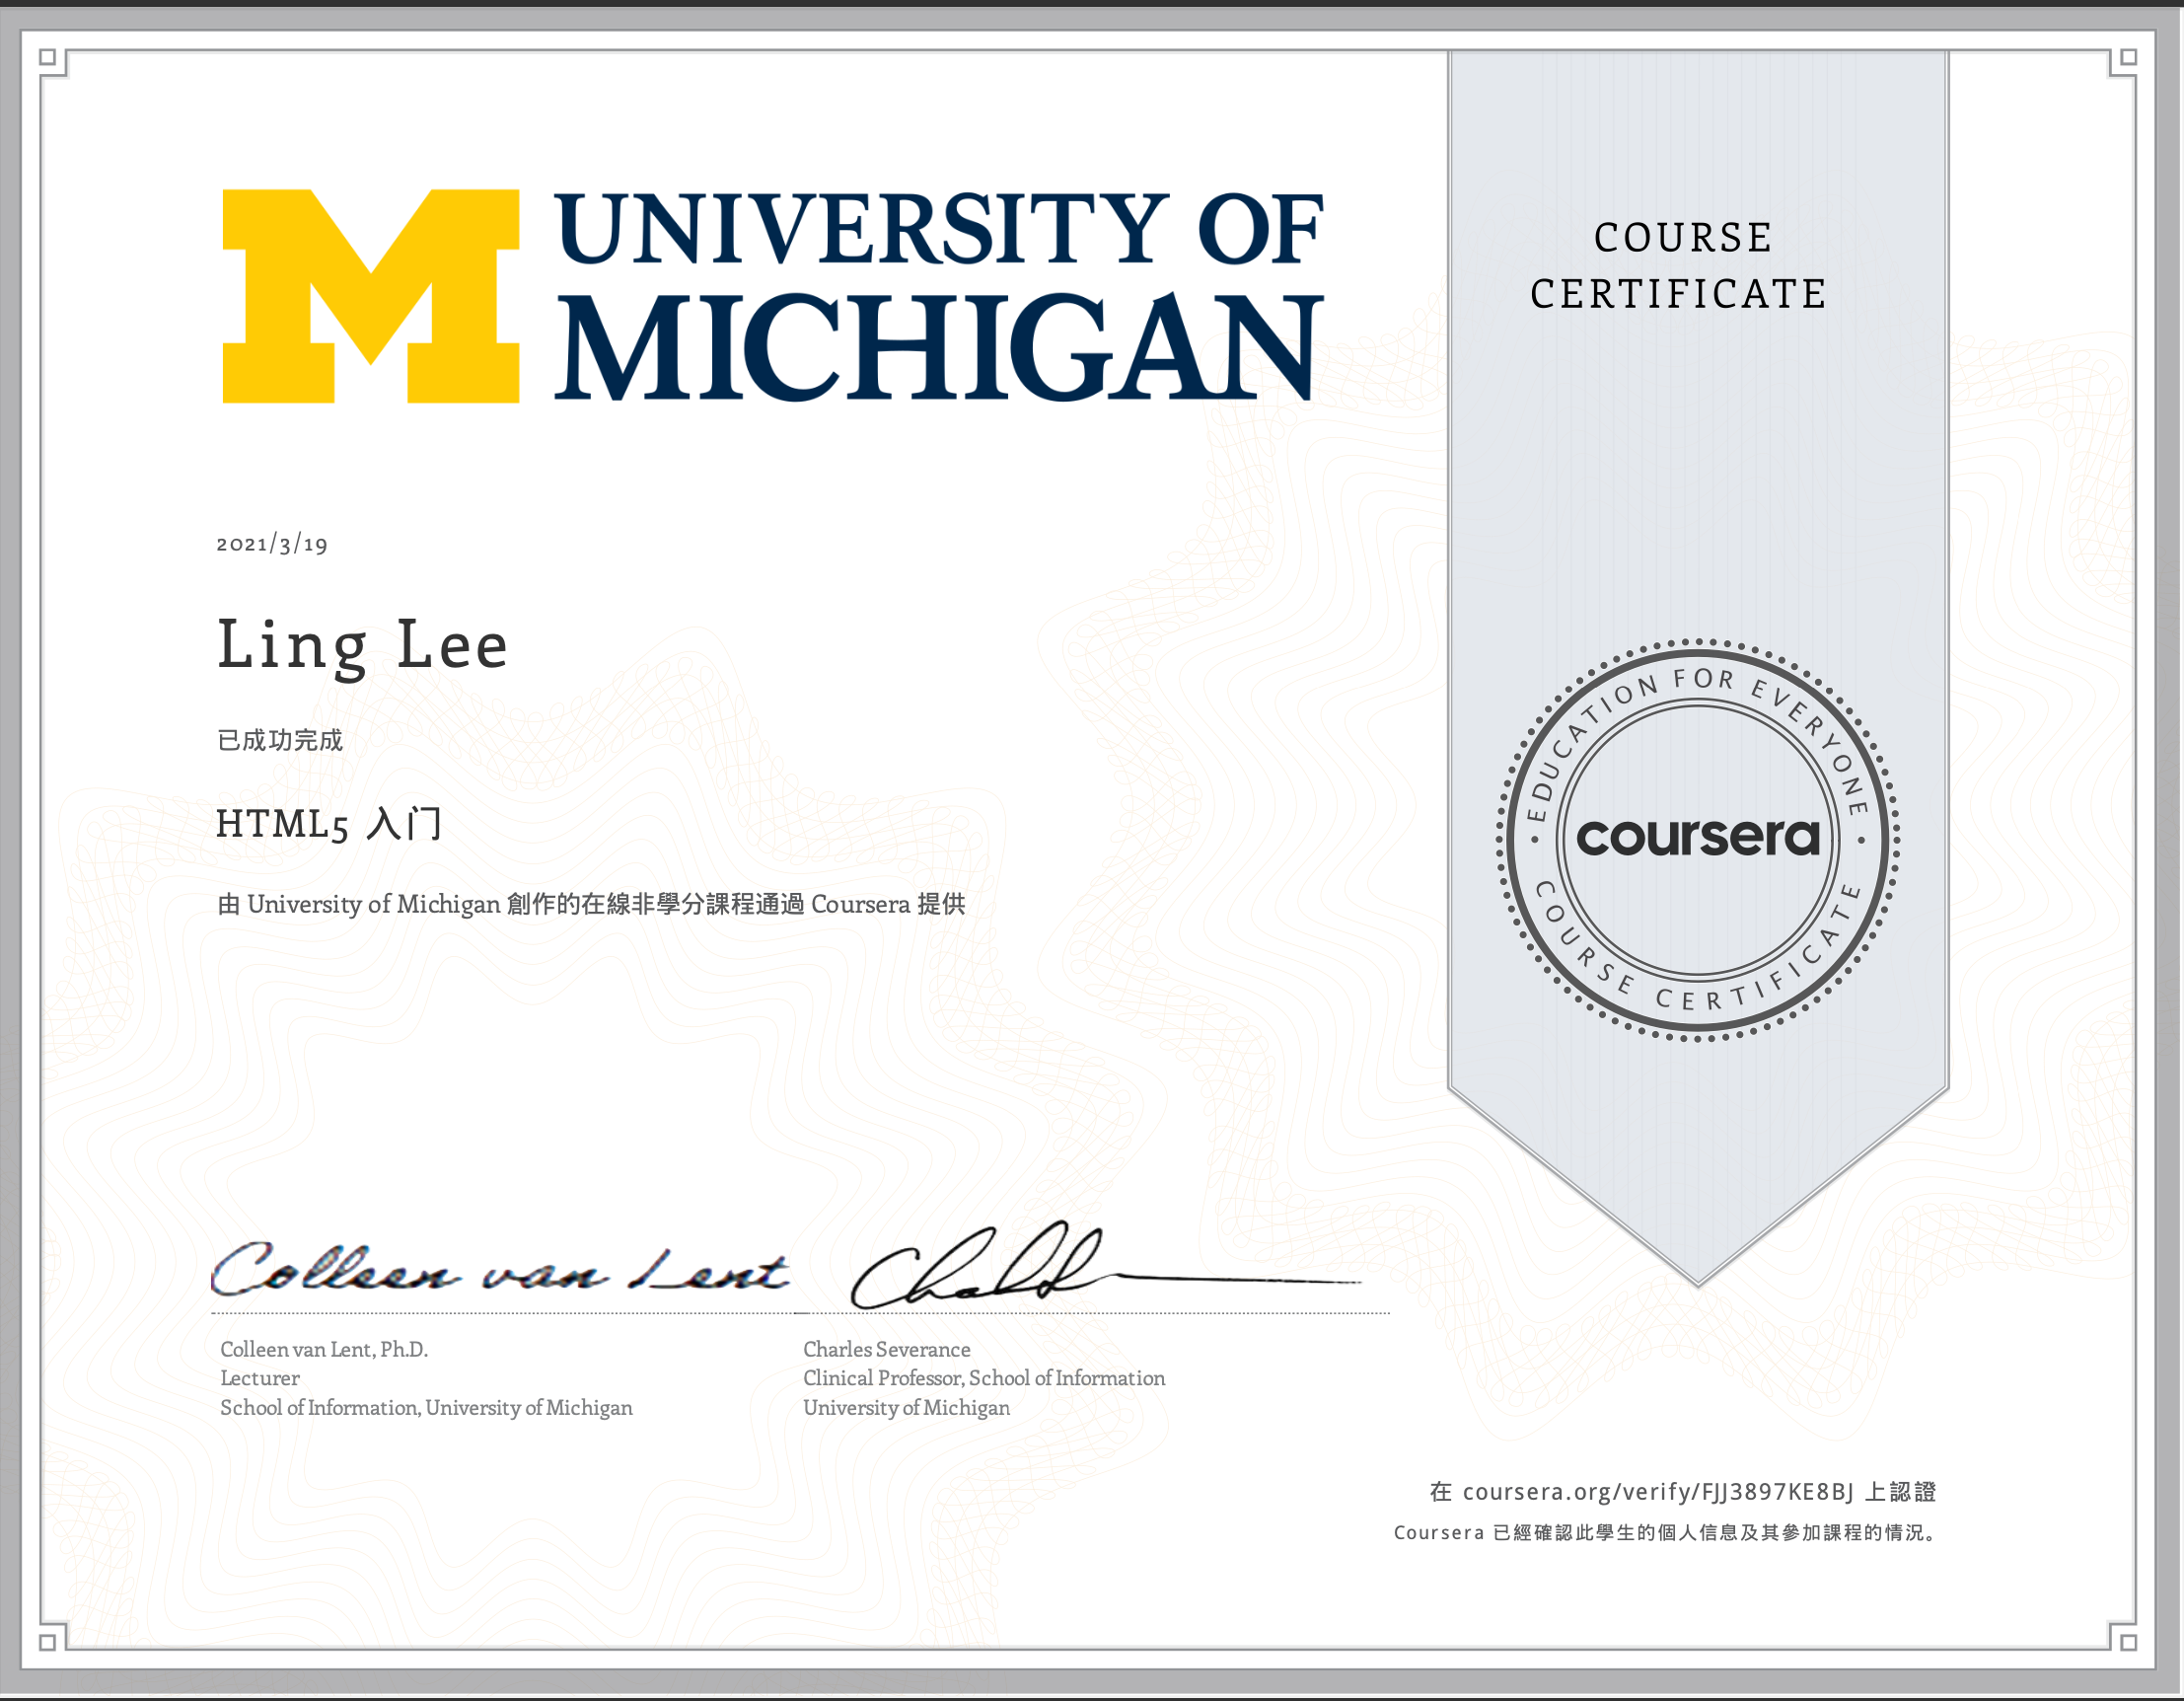 UNIVERSITY OF
MICHIGAN
COURSE
CERTIFICATE
2021/3/19
Ling Lee
已成功完成
HTML5 入门
由 University of Michigan 創作的在線非學分課程通過 Coursera 提供
EDUCATION FOR EVERYONE
coursera
COURSE CERTIFICATE
Colleen van Lent
Colleen van Lent, Ph.D.
Lecturer
School of Information, University of Michigan
Charles Severance
Clinical Professor, School of Information
University of Michigan
在 coursera.org/verify/FJJ3897KE8BJ 上認證
Coursera 已經確認此學生的個人信息及其參加課程的情況。